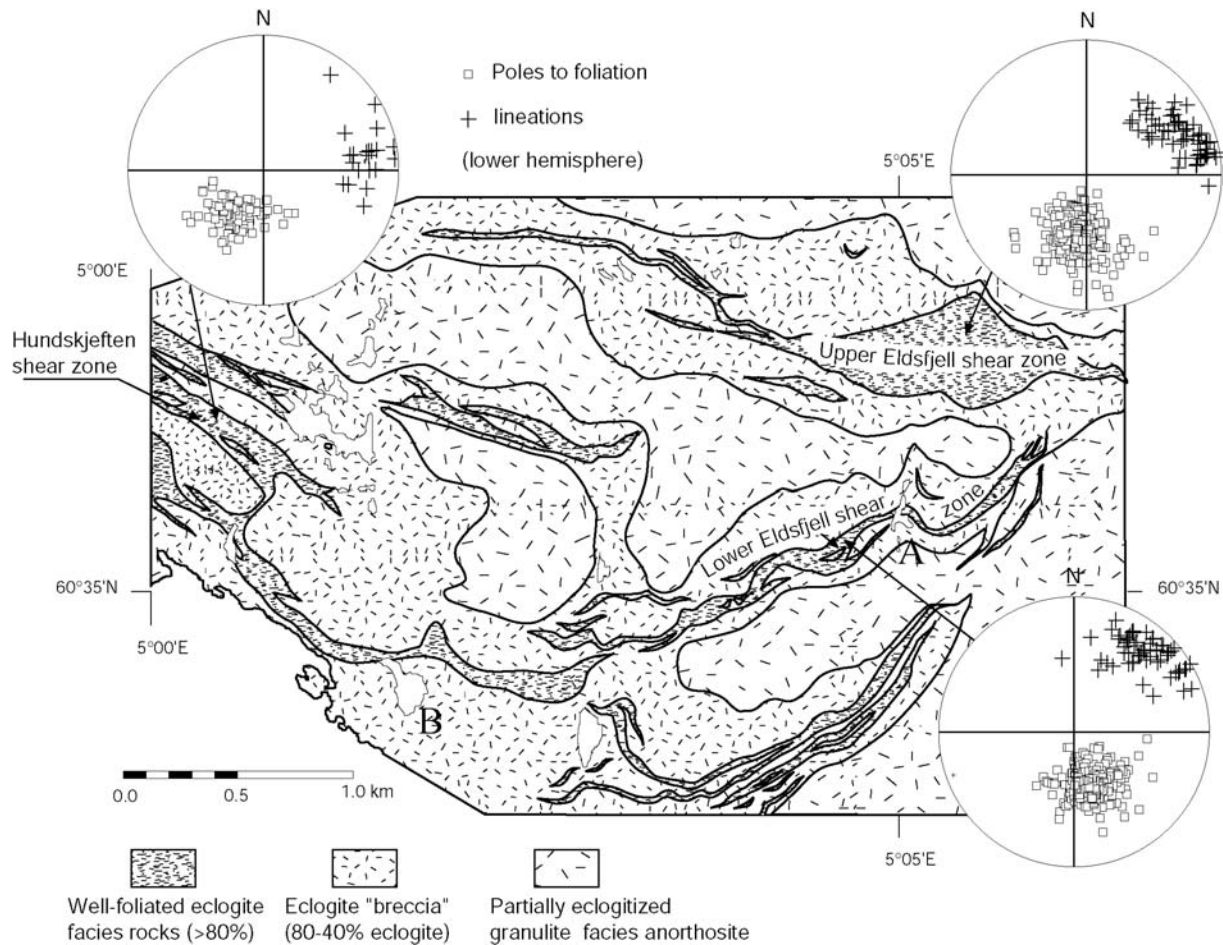 N
N
Poles to foliation
lineations
(lower hemisphere)
5°05'E
5°00'E
Hundskjeften
shear zone
Upper Eldsfjell shear zone
Lower Eldsfjell shear
zone
A
N
60°35'N
60°35'N
5°00'E
B
0.0
0.5
1.0 km
5°05'E
Well-foliated eclogite
facies rocks (>80%)
Eclogite "breccia"
(80-40% eclogite)
Partially eclogitized
granulite facies anorthosite